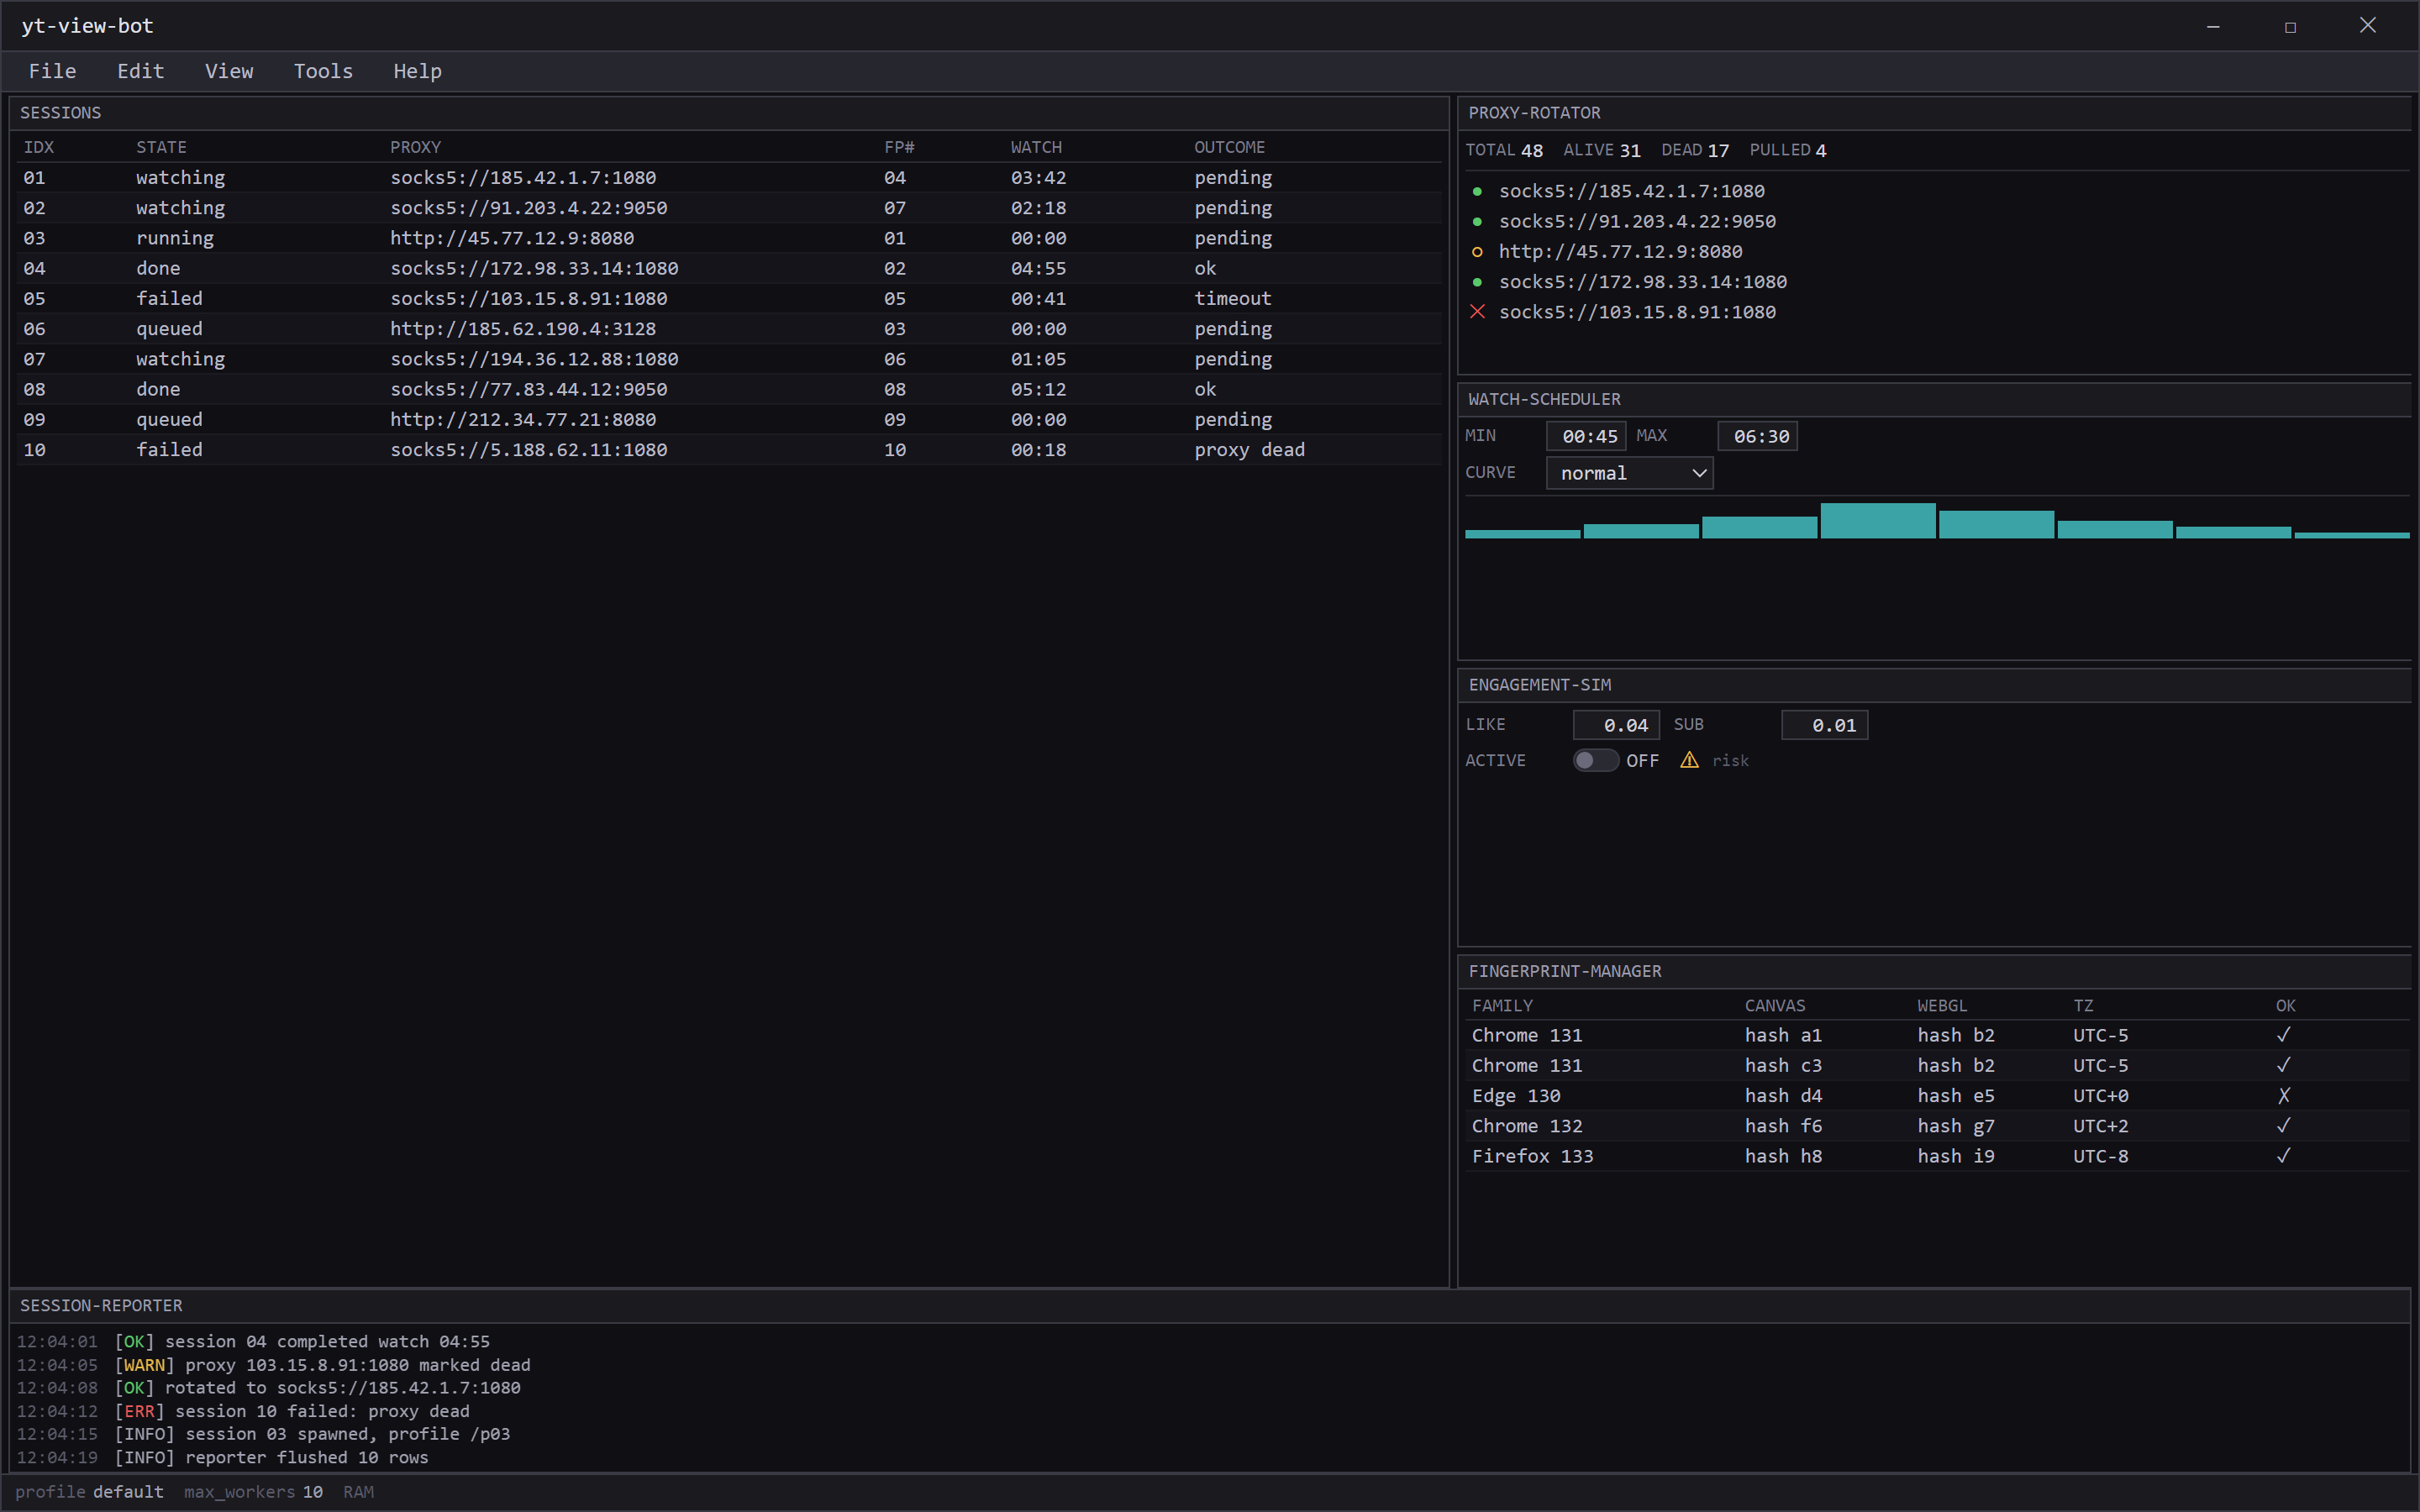 yt-view-bot
File Edit View Tools Help
SESSIONS
IDX STATE PROXY FP# WATCH OUTCOME
01 watching socks5://185.42.1.7:1080 04 03:42 pending
02 watching socks5://91.203.4.22:9050 07 02:18 pending
03 running http://45.77.12.9:8080 01 00:00 pending
04 done socks5://172.98.33.14:1080 02 04:55 ok
05 failed socks5://103.15.8.91:1080 05 00:41 timeout
06 queued http://185.62.190.4:3128 03 00:00 pending
07 watching socks5://194.36.12.88:1080 06 01:05 pending
08 done socks5://77.83.44.12:9050 08 05:12 ok
09 queued http://212.34.77.21:8080 09 00:00 pending
10 failed socks5://5.188.62.11:1080 10 00:18 proxy dead
PROXY-ROTATOR
TOTAL 48 ALIVE 31 DEAD 17 PULLED 4
socks5://185.42.1.7:1080
socks5://91.203.4.22:9050
http://45.77.12.9:8080
socks5://172.98.33.14:1080
socks5://103.15.8.91:1080
WATCH-SCHEDULER
MIN 00:45 MAX 06:30
CURVE normal
ENGAGEMENT-SIM
LIKE 0.04 SUB 0.01
ACTIVE OFF ⚠ risk
FINGERPRINT-MANAGER
FAMILY CANVAS WEBGL TZ OK
Chrome 131 hash a1 hash b2 UTC-5 ✓
Chrome 131 hash c3 hash b2 UTC-5 ✓
Edge 130 hash d4 hash e5 UTC+0 ✗
Chrome 132 hash f6 hash g7 UTC+2 ✓
Firefox 133 hash h8 hash i9 UTC-8 ✓
SESSION-REPORTER
12:04:01 [OK] session 04 completed watch 04:55
12:04:05 [WARN] proxy 103.15.8.91:1080 marked dead
12:04:08 [OK] rotated to socks5://185.42.1.7:1080
12:04:12 [ERR] session 10 failed: proxy dead
12:04:15 [INFO] session 03 spawned, profile /p03
12:04:19 [INFO] reporter flushed 10 rows
profile default max_workers 10 RAM